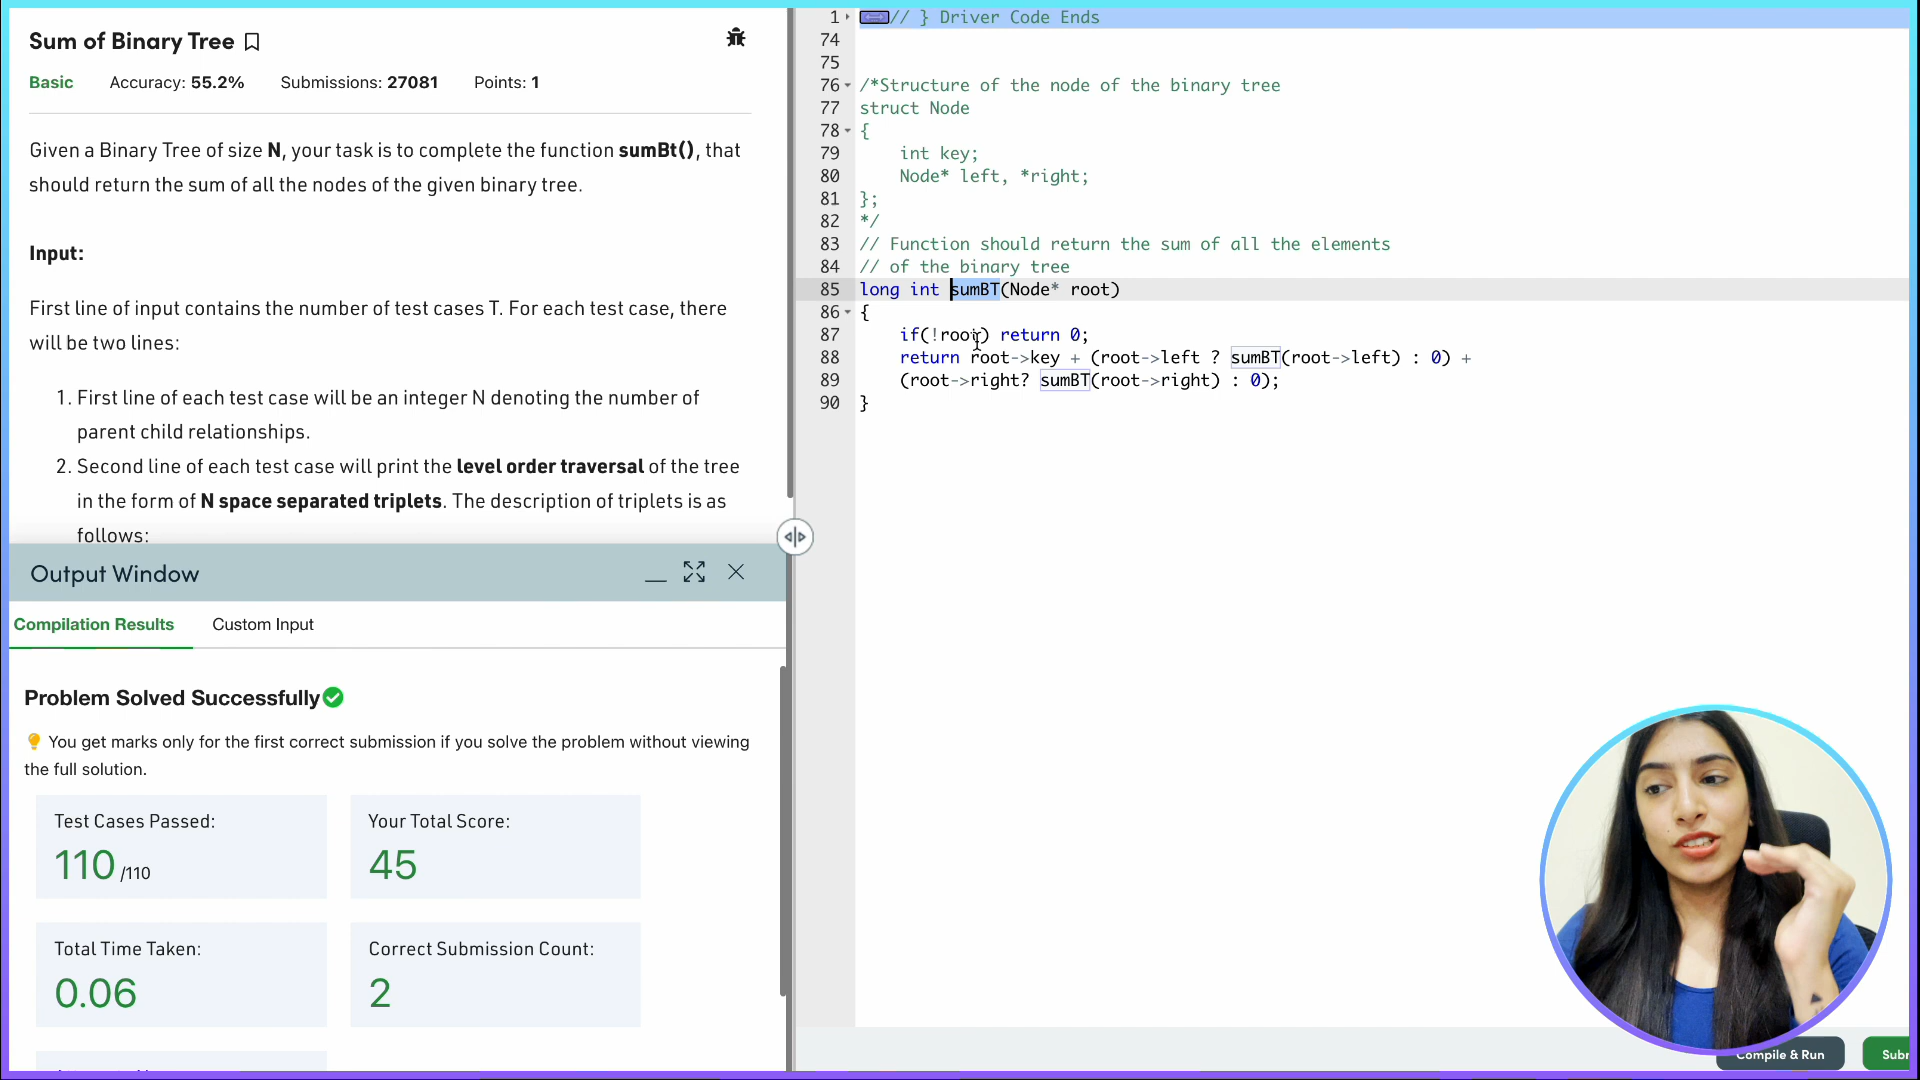 Sum of Binary Tree
Basic Accuracy: 55.2% Submissions: 27081 Points: 1
Given a Binary Tree of size N, your task is to complete the function sumBt(), that
should return the sum of all the nodes of the given binary tree.
Input:
First line of input contains the number of test cases T. For each test case, there
will be two lines:
1. First line of each test case will be an integer N denoting the number of
parent child relationships.
2. Second line of each test case will print the level order traversal of the tree
in the form of N space separated triplets. The description of triplets is as
follows:
Output Window
Compilation Results Custom Input
Problem Solved Successfully
You get marks only for the first correct submission if you solve the problem without viewing
the full solution.
Test Cases Passed:
110 /110
Your Total Score:
45
Total Time Taken:
0.06
Correct Submission Count:
2
1 // } Driver Code Ends
74
75
76 /*Structure of the node of the binary tree
77 struct Node
78 {
79     int key;
80     Node* left, *right;
81 };
82 */
83 // Function should return the sum of all the elements
84 // of the binary tree
85 long int sumBT(Node* root)
86 {
87     if(!root) return 0;
88     return root->key + (root->left ? sumBT(root->left) : 0) +
89     (root->right? sumBT(root->right) : 0);
90 }
Compile & Run